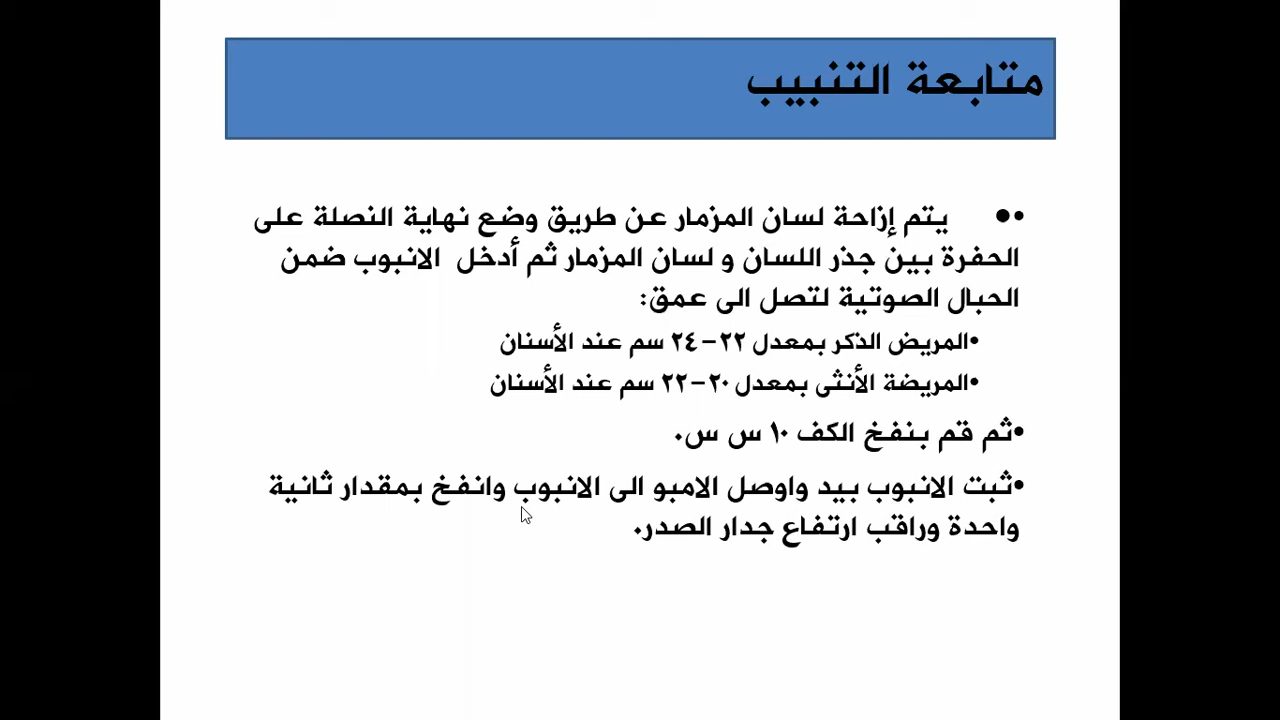 متابعة التنبيب
•● يتم إزاحة لسان المزمار عن طريق وضع نهاية النصلة على
الحفرة بين جذر اللسان و لسان المزمار ثم أدخل الانبوب ضمن
الحبال الصوتية لتصل الى عمق:
•المريض الذكر بمعدل ٢٢-٢٤ سم عند الأسنان
•المريضة الأنثى بمعدل ٢٠-٢٢ سم عند الأسنان
•ثم قم بنفخ الكف ١٠ س س.
•ثبت الانبوب بيد واوصل الامبو الى الانبوب وانفخ بمقدار ثانية
واحدة وراقب ارتفاع جدار الصدر.